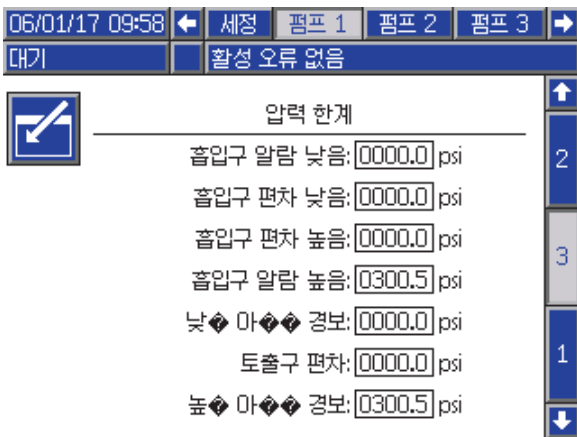 06/01/17 09:58 세정 펌프 1 펌프 2 펌프 3
대기 활성 오류 없음
압력 한계
흡입구 알람 낮음: 0000.0 psi
흡입구 편차 낮음: 0000.0 psi
흡입구 편차 높음: 0000.0 psi
흡입구 알람 높음: 0300.5 psi
낮� 아�� 경보: 0000.0 psi
토출구 편차: 0000.0 psi
높� 아�� 경보: 0300.5 psi
2
3
1